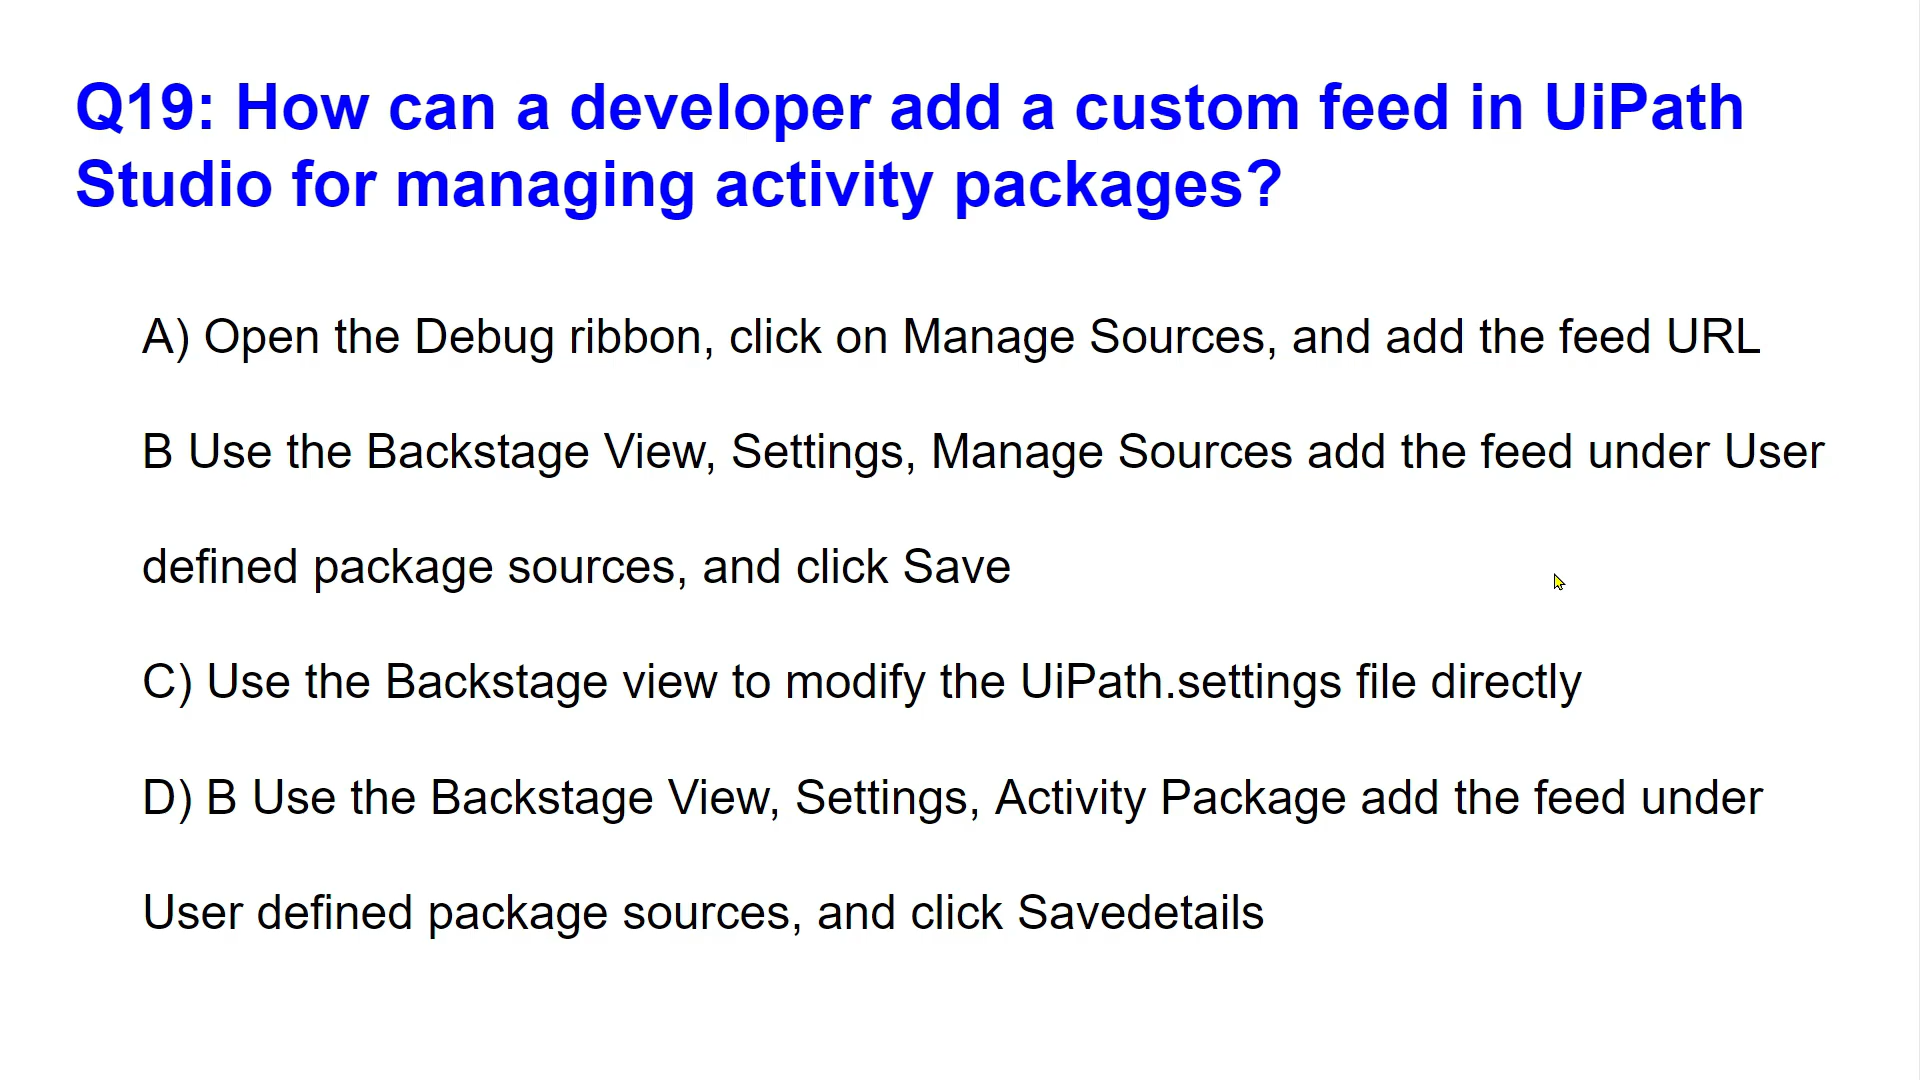 Q19: How can a developer add a custom feed in UiPath
Studio for managing activity packages?
A) Open the Debug ribbon, click on Manage Sources, and add the feed URL
B Use the Backstage View, Settings, Manage Sources add the feed under User
defined package sources, and click Save
C) Use the Backstage view to modify the UiPath.settings file directly
D) B Use the Backstage View, Settings, Activity Package add the feed under
User defined package sources, and click Savedetails